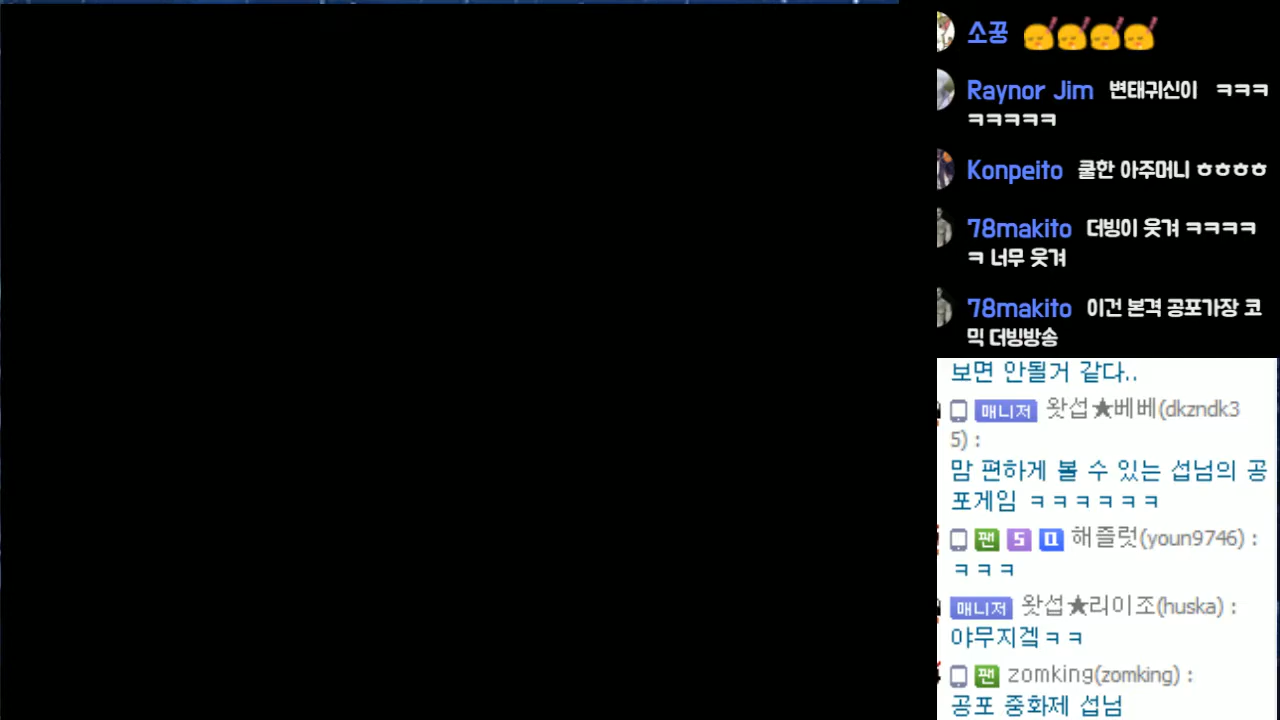 소꿍
Raynor Jim 변태귀신이 ㅋㅋㅋ
ㅋㅋㅋㅋㅋ
Konpeito 쿨한 아주머니 ㅎㅎㅎㅎ
78makito 더빙이 웃겨 ㅋㅋㅋㅋ
ㅋ 너무 웃겨
78makito 이건 본격 공포가장 코
믹 더빙방송
보면 안될거 같다..
매니저 왓섭★베베(dkzndk3
5) :
맘 편하게 볼 수 있는 섭님의 공
포게임 ㅋㅋㅋㅋㅋㅋ
팬 5 해즐럿(youn9746) :
ㅋㅋㅋ
매니저 왓섭★리이조(huska) :
야무지겤ㅋㅋ
팬 zomking(zomking) :
공포 중화제 섭님